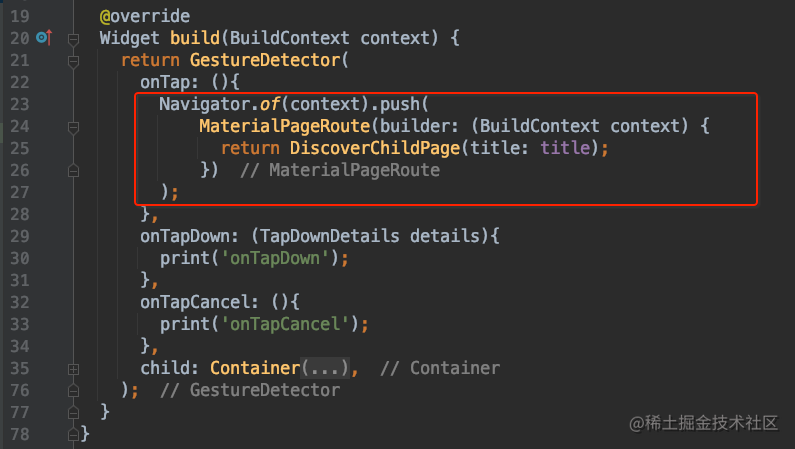 19 @override
20 Widget build(BuildContext context) {
21 return GestureDetector(
22 onTap: (){
23 Navigator.of(context).push(
24 MaterialPageRoute(builder: (BuildContext context) {
25 return DiscoverChildPage(title: title);
26 }) // MaterialPageRoute
27 );
28 },
29 onTapDown: (TapDownDetails details){
30 print('onTapDown');
31 },
32 onTapCancel: (){
33 print('onTapCancel');
34 },
35 child: Container(...), // Container
76 ); // GestureDetector
77 }
78 }
@稀土掘金技术社区